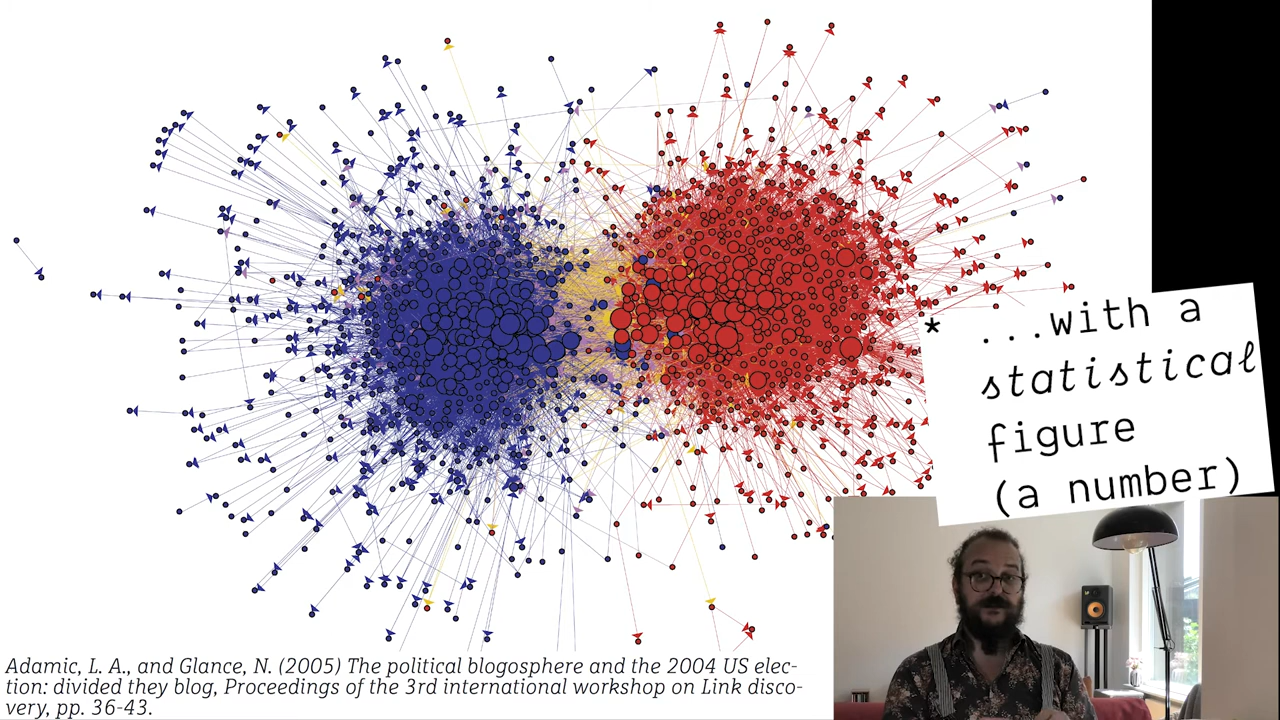 * ...with a
statistical
figure
(a number)
Adamic, L. A., and Glance, N. (2005) The political blogosphere and the 2004 US elec-
tion: divided they blog, Proceedings of the 3rd international workshop on Link disco-
very, pp. 36-43.